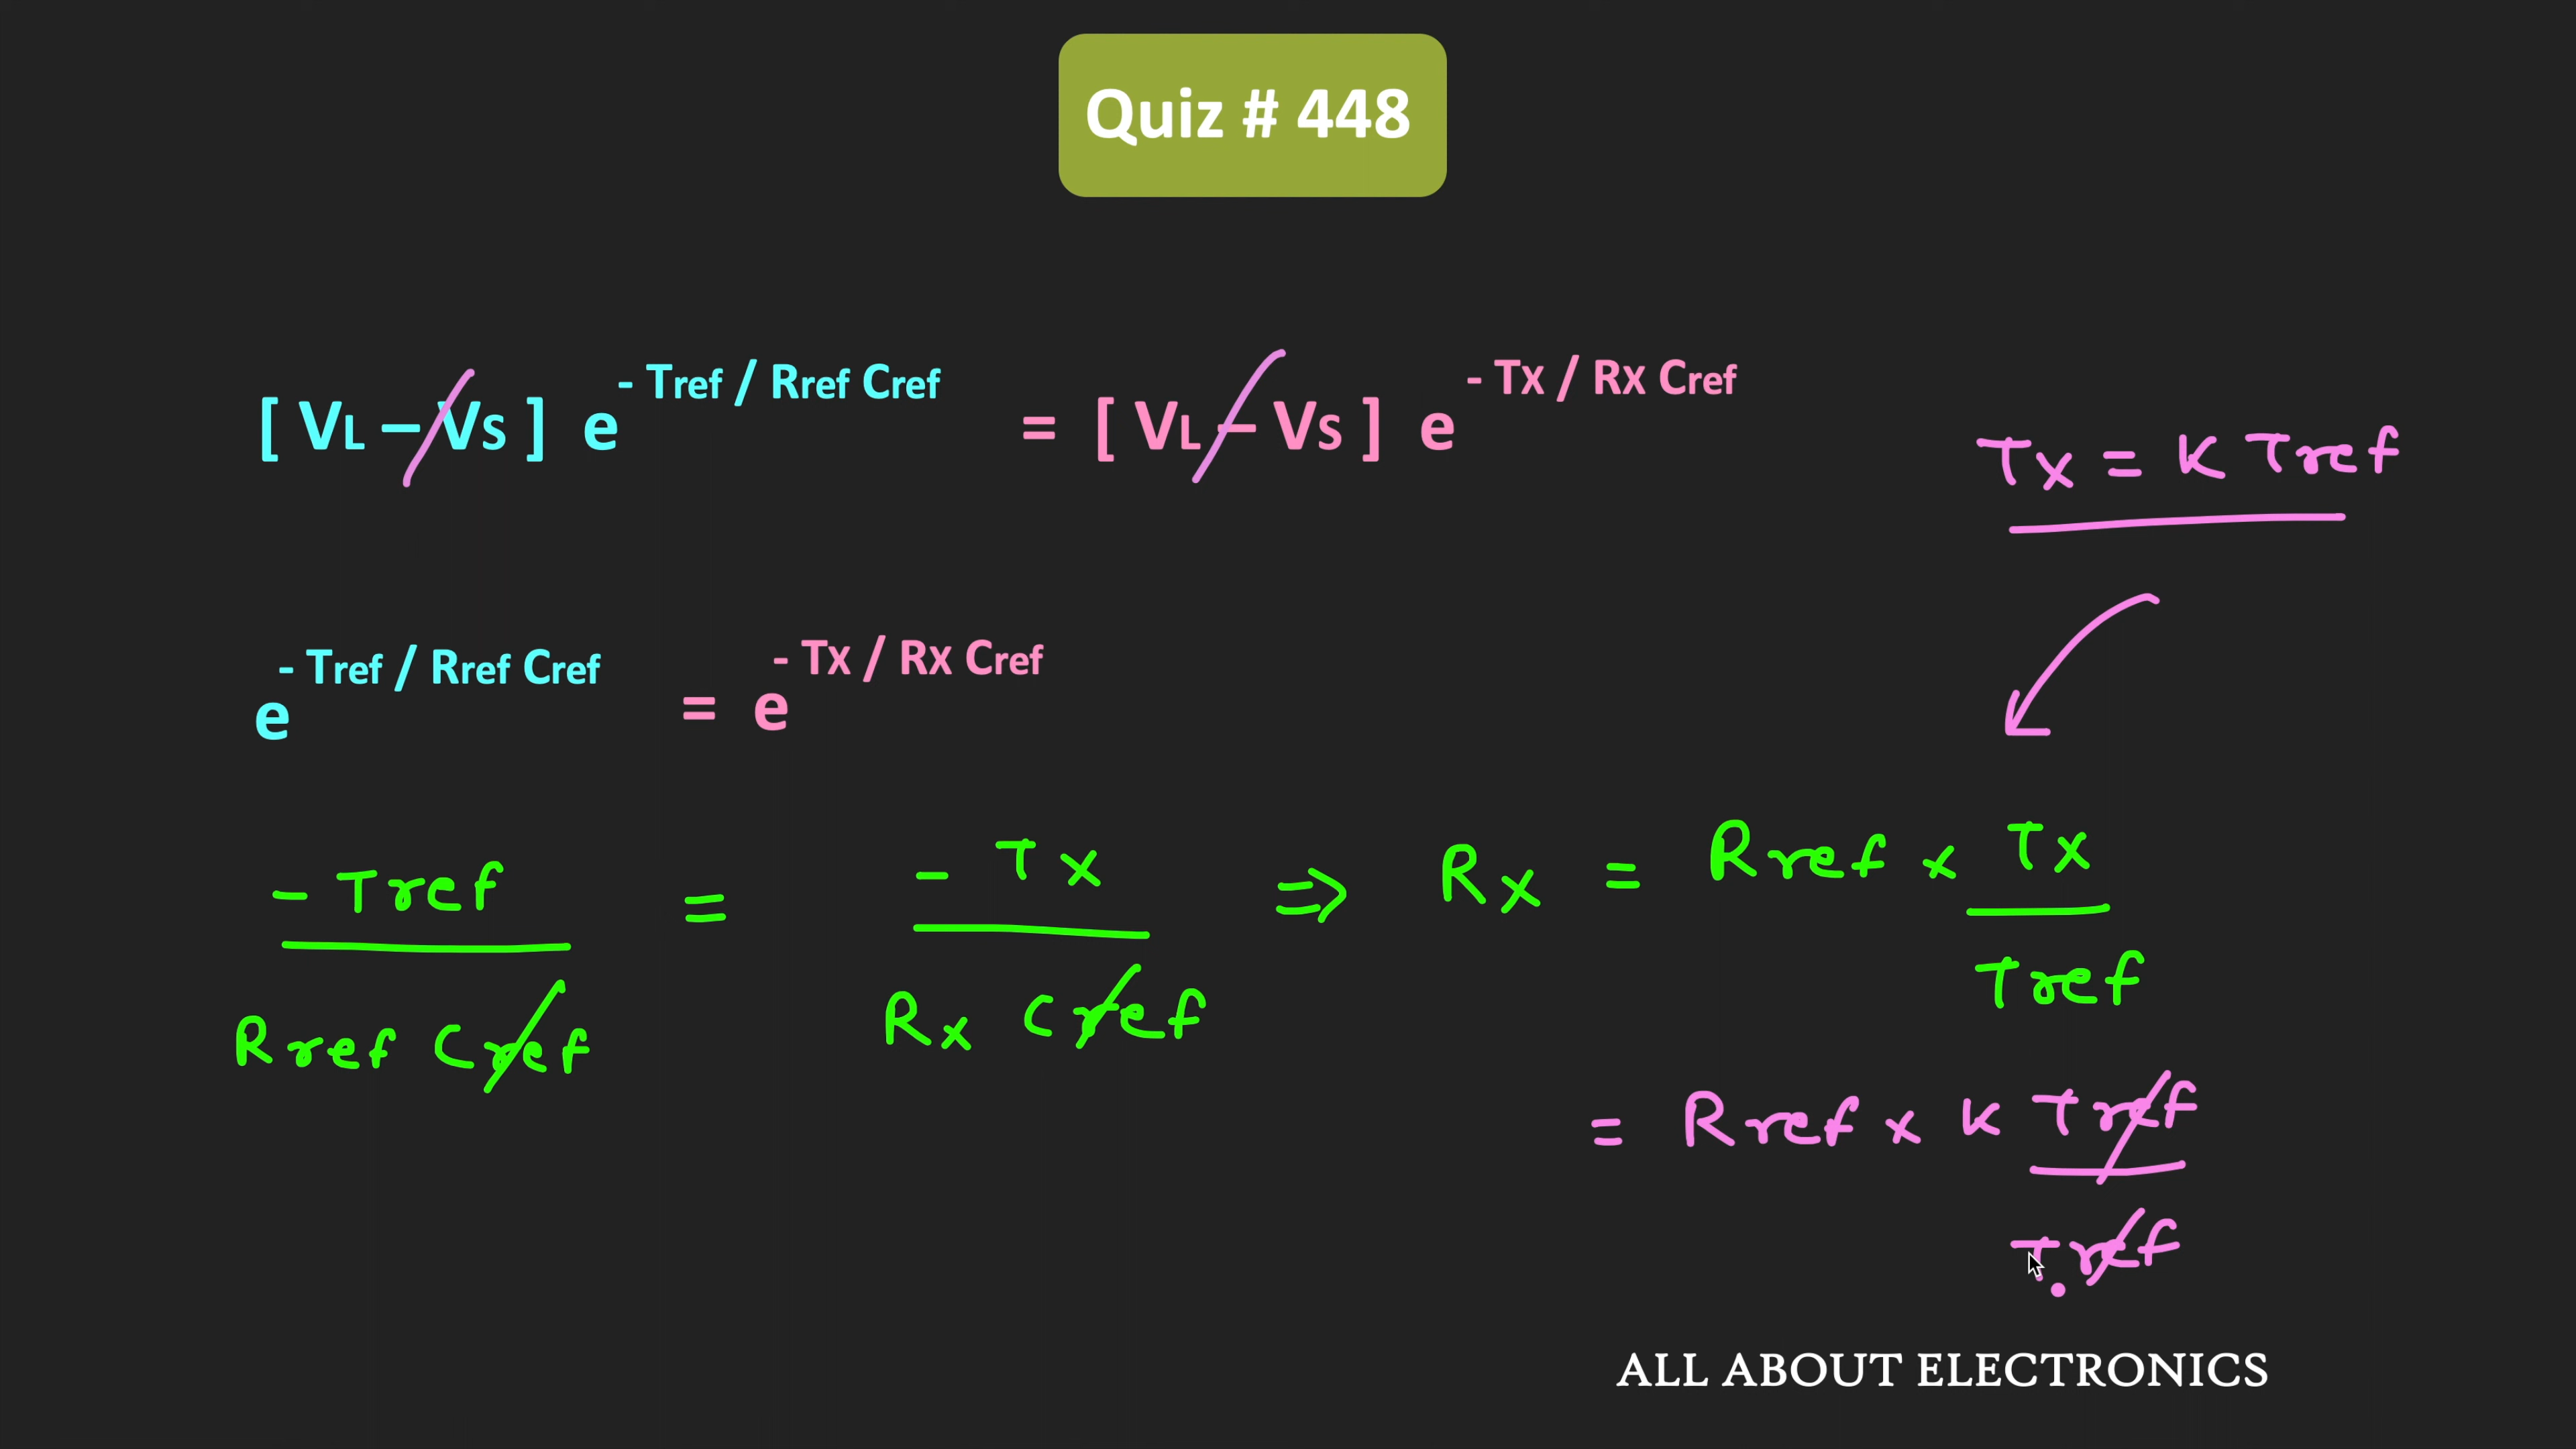 Quiz # 448
[ VL – Vs ] e - Tref / Rref Cref = [ VL – Vs ] e - Tx / Rx Cref
Tx = K Tref
e - Tref / Rref Cref = e - Tx / Rx Cref
- Tref / Rref Cref = - Tx / Rx Cref ⇒ Rx = Rref x Tx / Tref
= Rref x K Tref / Tref
ALL ABOUT ELECTRONICS